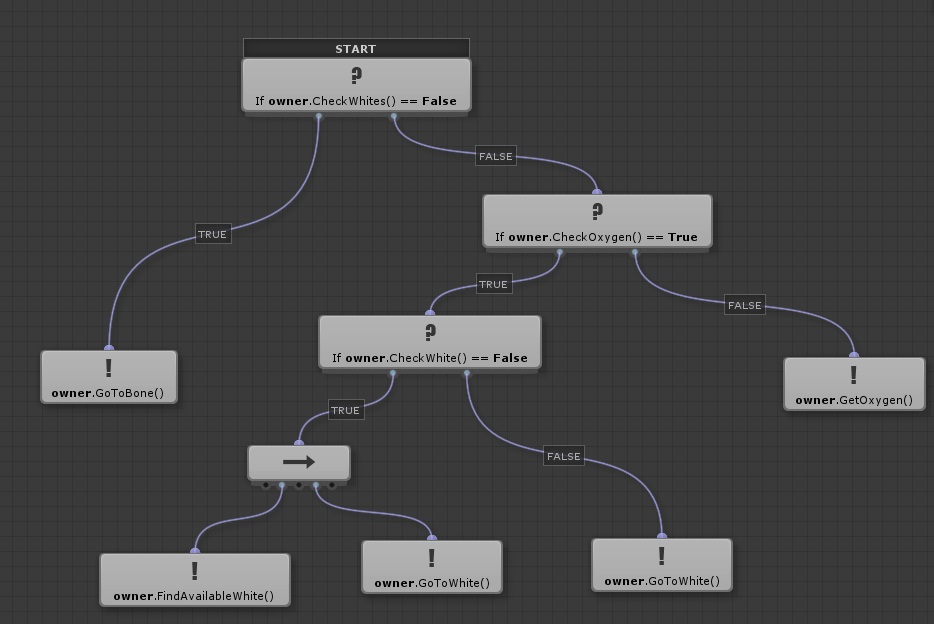 START
?
If owner.CheckWhites() == False
FALSE
?
If owner.CheckOxygen() == True
TRUE
TRUE
FALSE
?
If owner.CheckWhite() == False
!
owner.GoToBone()
!
owner.GetOxygen()
TRUE
FALSE
!
owner.FindAvailableWhite()
!
owner.GoToWhite()
!
owner.GoToWhite()